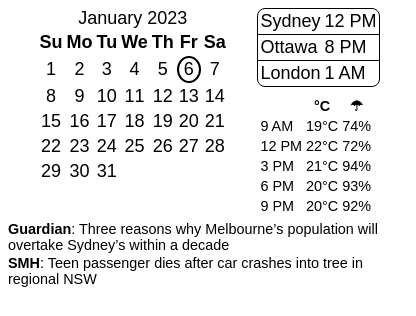 January 2023
Su Mo Tu We Th Fr Sa
1 2 3 4 5 6 7
8 9 10 11 12 13 14
15 16 17 18 19 20 21
22 23 24 25 26 27 28
29 30 31
Sydney 12 PM
Ottawa 8 PM
London 1 AM
°C ☂
9 AM 19°C 74%
12 PM 22°C 72%
3 PM 21°C 94%
6 PM 20°C 93%
9 PM 20°C 92%
Guardian: Three reasons why Melbourne’s population will
overtake Sydney’s within a decade
SMH: Teen passenger dies after car crashes into tree in
regional NSW